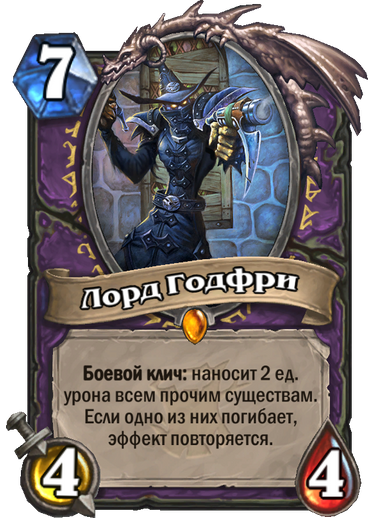 7
Лорд Годфри
Боевой клич: наносит 2 ед.
урона всем прочим существам.
Если одно из них погибает,
эффект повторяется.
4
4